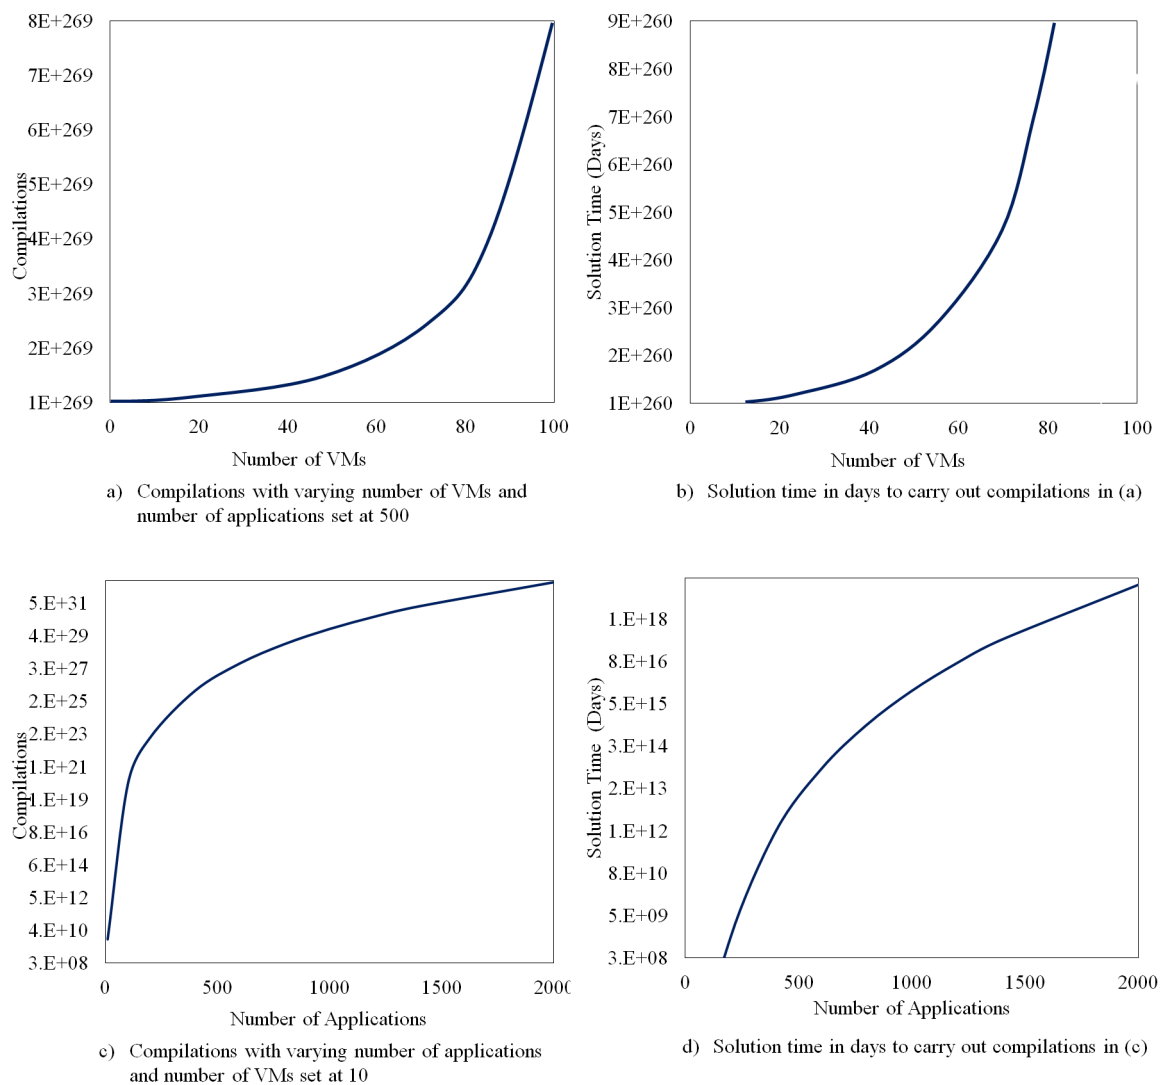 8E+269
7E+269
6E+269
5E+269
4E+269
3E+269
2E+269
1E+269
Compilations
0 20 40 60 80 100
Number of VMs
a) Compilations with varying number of VMs and
number of applications set at 500
9E+260
8E+260
7E+260
6E+260
5E+260
4E+260
3E+260
2E+260
1E+260
Solution Time (Days)
0 20 40 60 80 100
Number of VMs
b) Solution time in days to carry out compilations in (a)
5.E+31
4.E+29
3.E+27
2.E+25
2.E+23
1.E+21
1.E+19
8.E+16
6.E+14
5.E+12
4.E+10
3.E+08
Compilations
0 500 1000 1500 2000
Number of Applications
c) Compilations with varying number of applications
and number of VMs set at 10
1.E+18
8.E+16
5.E+15
3.E+14
2.E+13
1.E+12
8.E+10
5.E+09
3.E+08
Solution Time (Days)
0 500 1000 1500 2000
Number of Applications
d) Solution time in days to carry out compilations in (c)